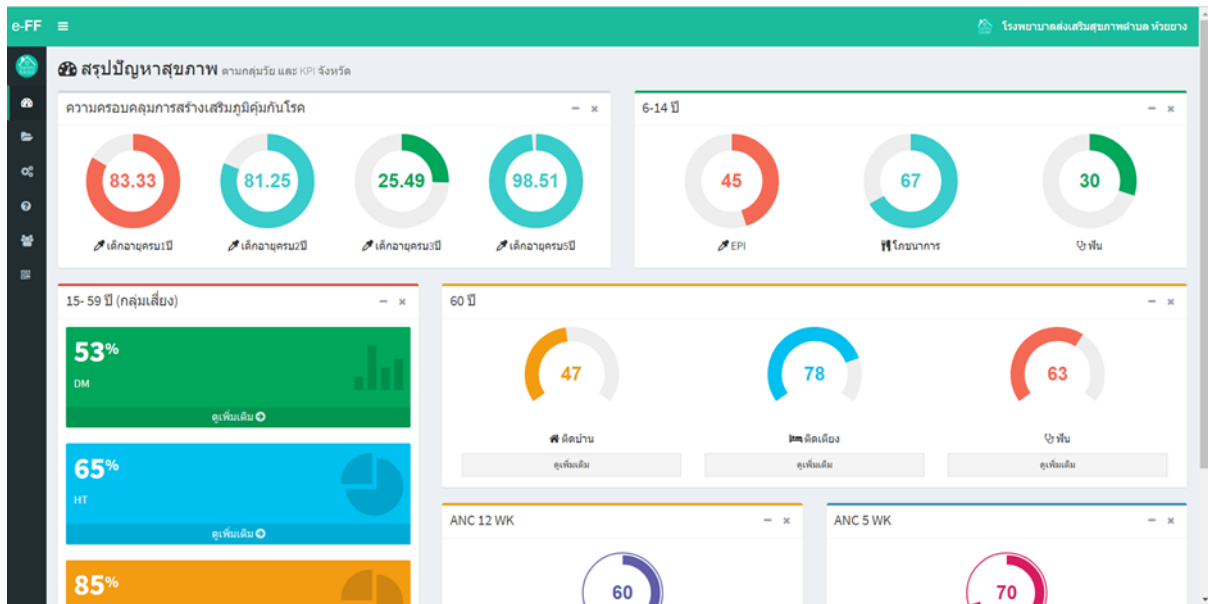 e-FF
โรงพยาบาลส่งเสริมสุขภาพตำบล ห้วยยาง
สรุปปัญหาสุขภาพ ตามกลุ่มวัย และ KPI จังหวัด
ความครอบคลุมการสร้างเสริมภูมิคุ้มกันโรค
83.33
81.25
25.49
98.51
เด็กอายุครบ1ปี
เด็กอายุครบ2ปี
เด็กอายุครบ3ปี
เด็กอายุครบ5ปี
6-14 ปี
45
67
30
EPI
โภชนาการ
ฟัน
15- 59 ปี (กลุ่มเสี่ยง)
53%
DM
ดูเพิ่มเติม
65%
HT
ดูเพิ่มเติม
85%
60 ปี
47
78
63
ติดบ้าน
ติดเตียง
ฟัน
ดูเพิ่มเติม
ดูเพิ่มเติม
ดูเพิ่มเติม
ANC 12 WK
60
ANC 5 WK
70